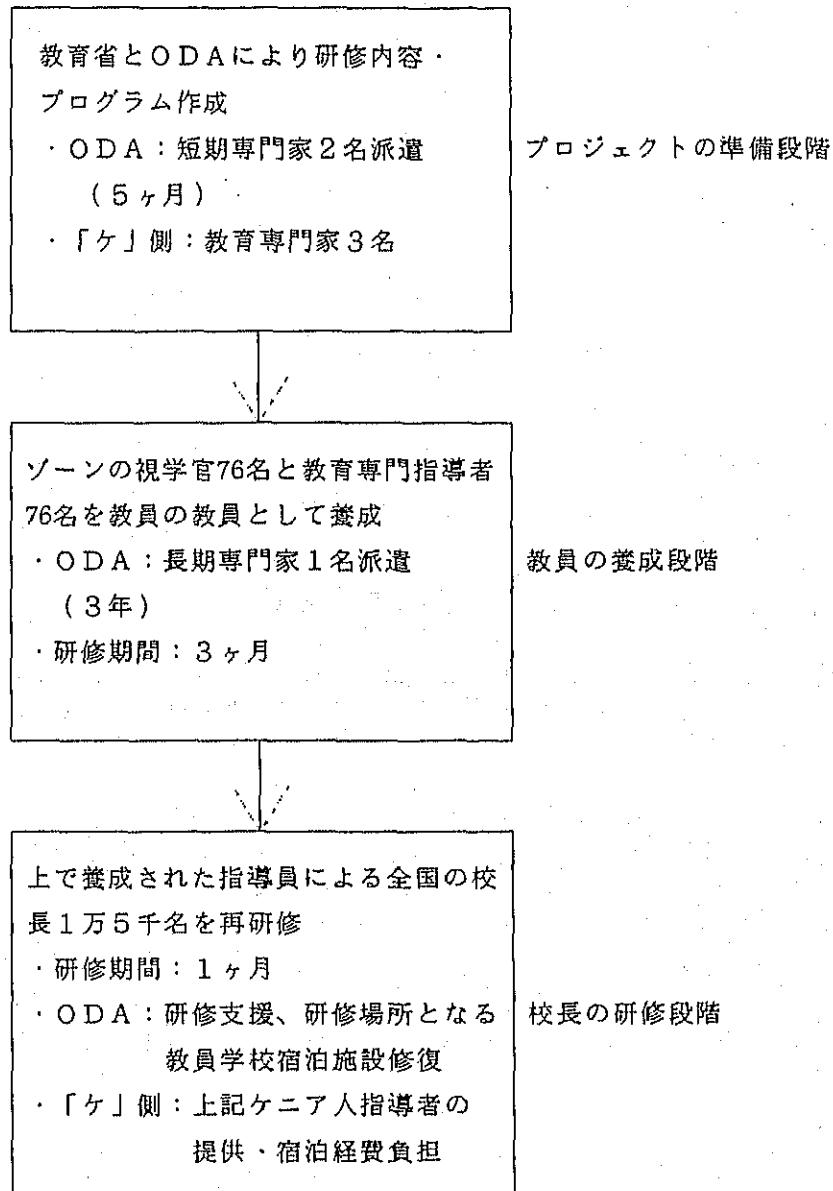 教育省とODAにより研修内容・
プログラム作成
・ODA:短期専門家2名派遣
(5ヶ月)
・「ケ」側:教育専門家3名
プロジェクトの準備段階
ゾーンの視学官76名と教育専門指導者
76名を教員の教員として養成
・ODA:長期専門家1名派遣
(3年)
・研修期間:3ヶ月
教員の養成段階
上で養成された指導員による全国の校
長1万5千名を再研修
・研修期間:1ヶ月
・ODA:研修支援、研修場所となる
教員学校宿泊施設修復
・「ケ」側:上記ケニア人指導者の
提供・宿泊経費負担
校長の研修段階